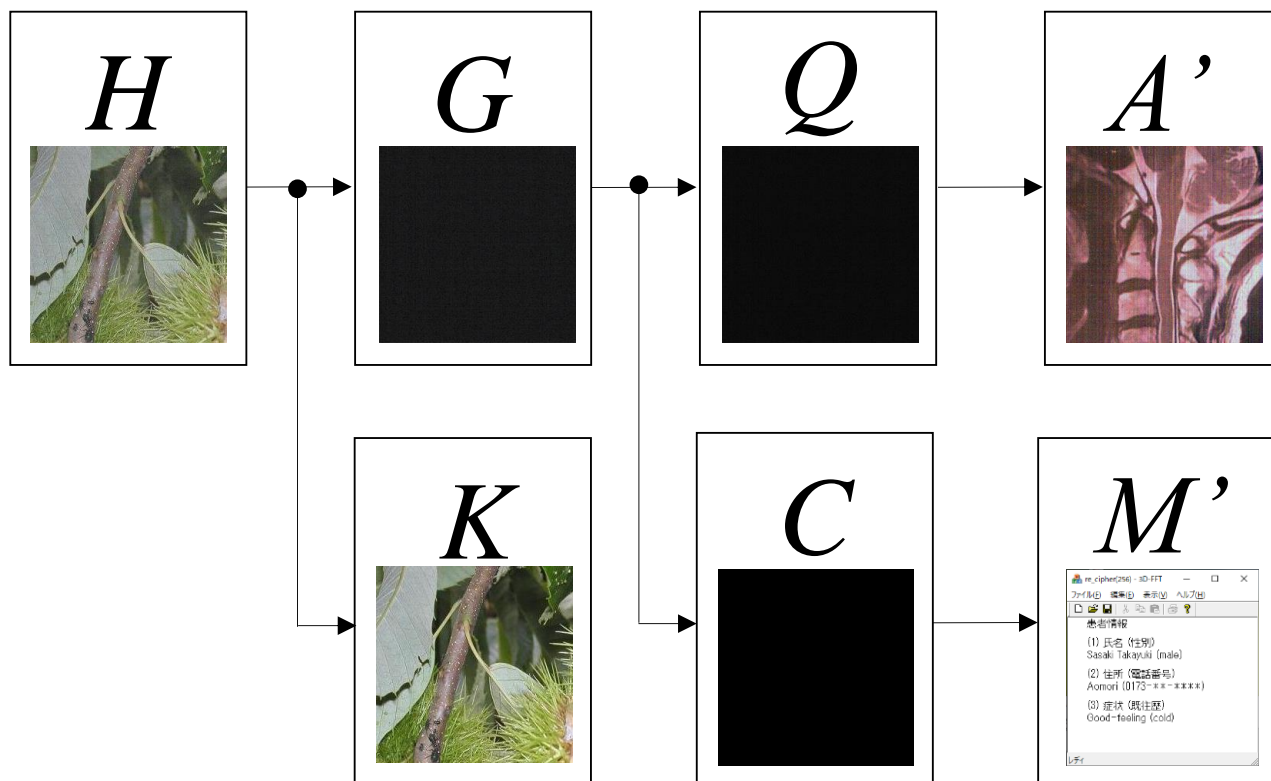 H
G
Q
A’
K
C
M’
re_cipher(256) - 3D-FFT
ファイル(F) 編集(E) 表示(V) ヘルプ(H)
患者情報
(1) 氏名 (性別)
Sasaki Takayuki (male)
(2) 住所 (電話番号)
Aomori (0173-**-****)
(3) 症状 (既往歴)
Good-feeling (cold)
レディ